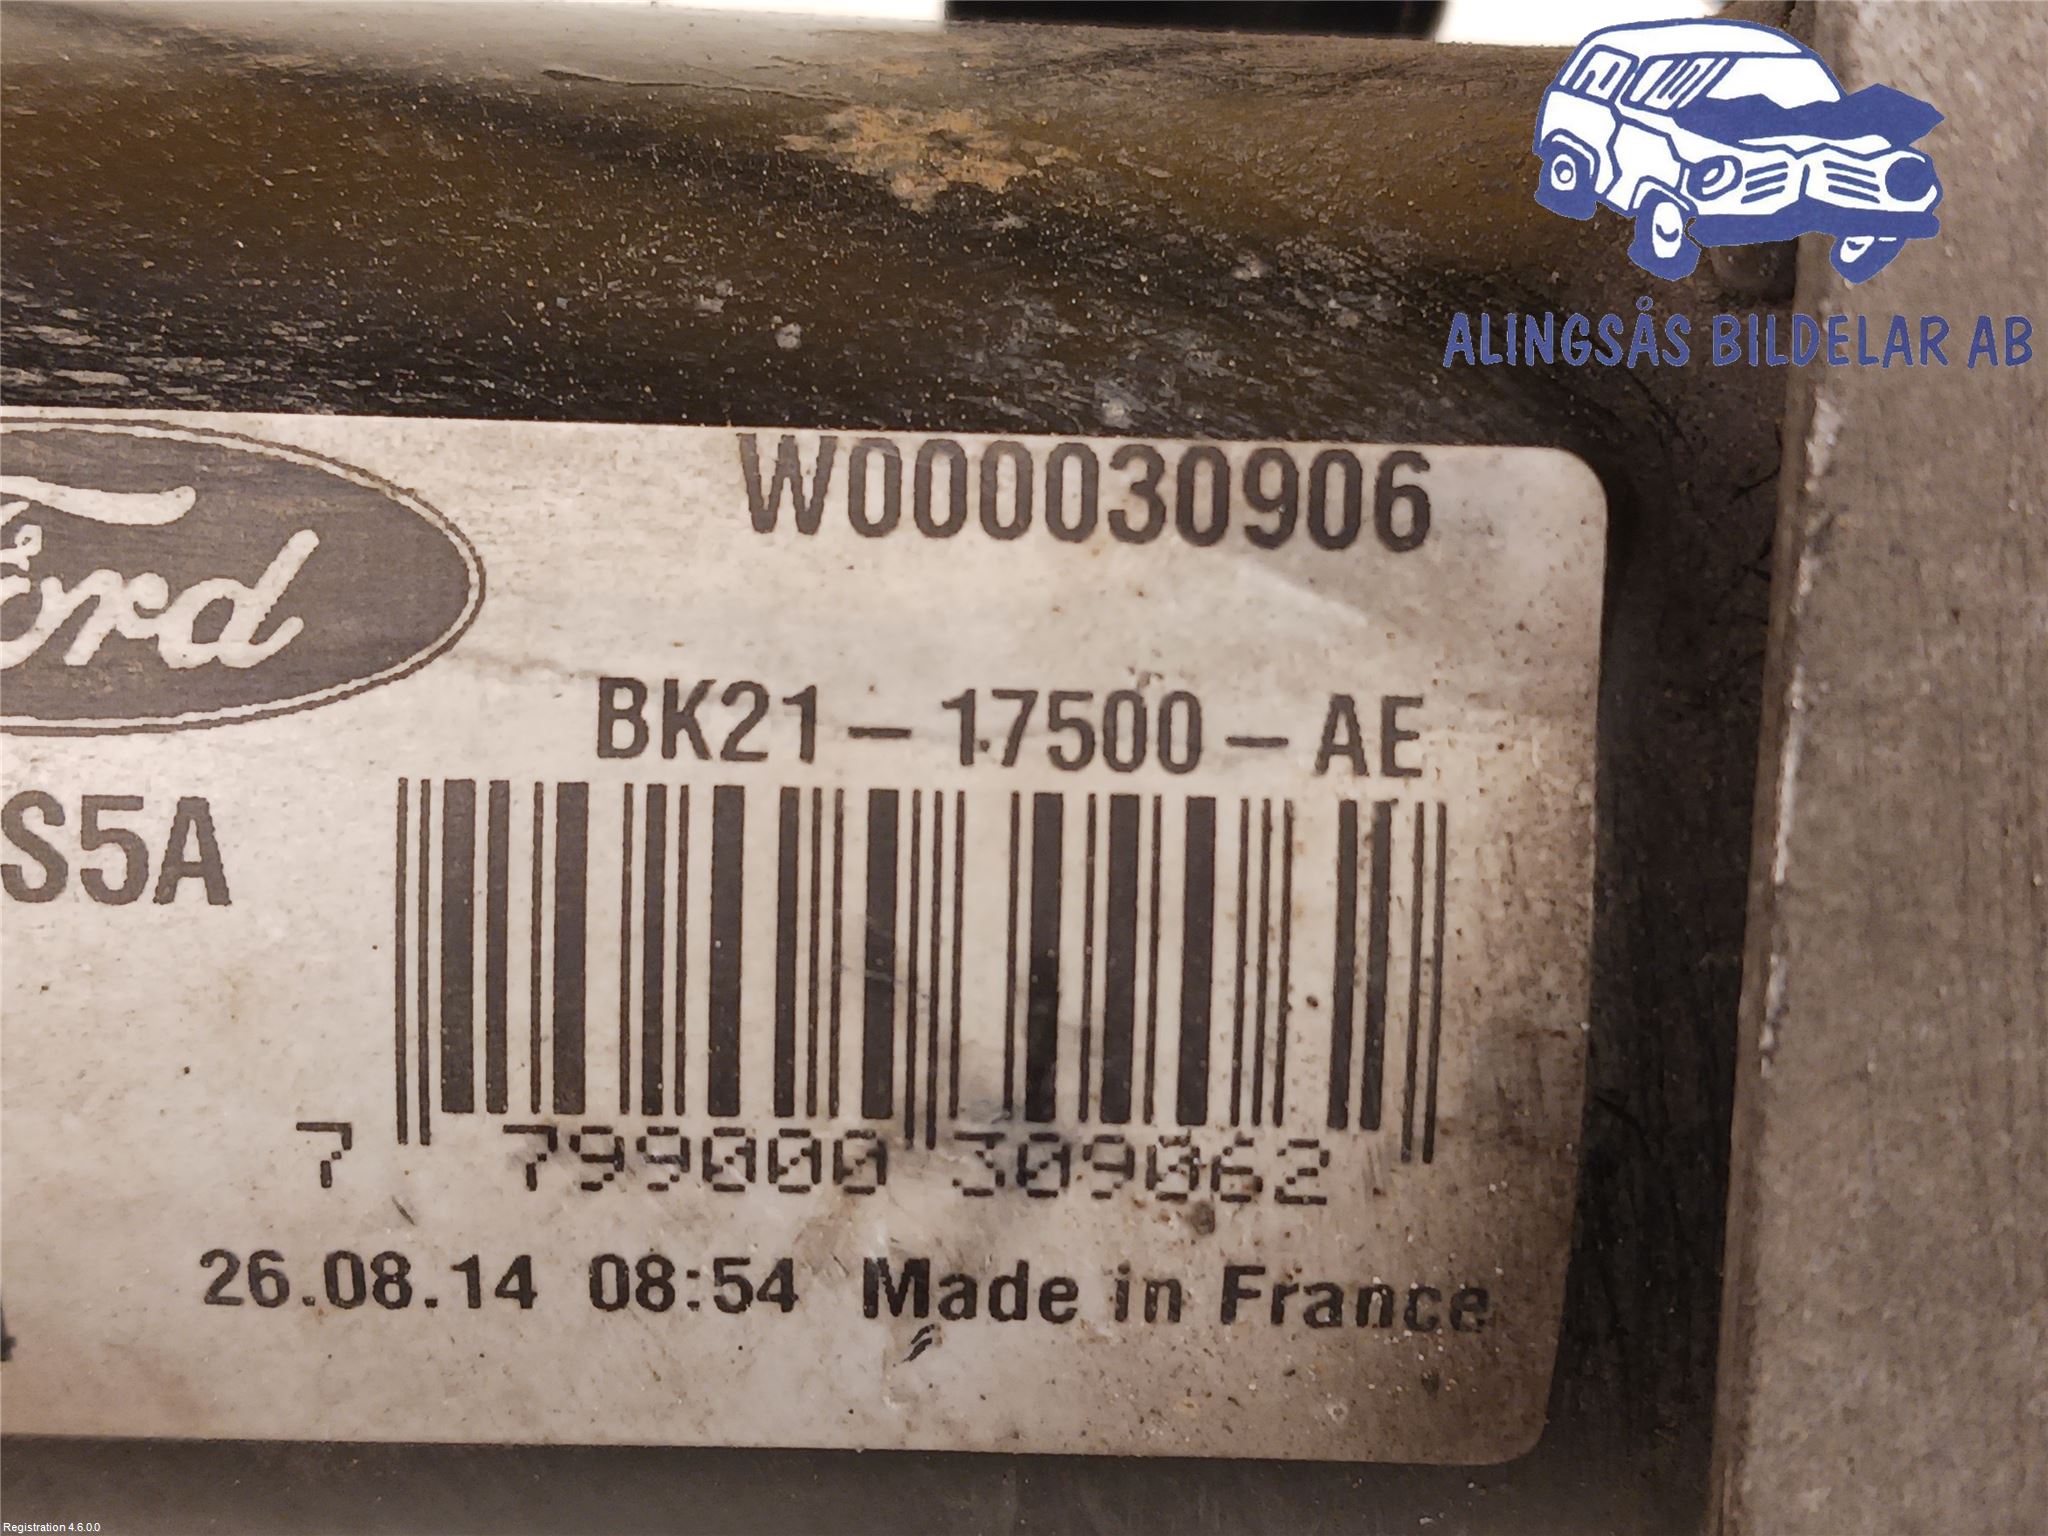 ALINGSÅS BILDELAR AB
W000030906
Ford
BK21-17500-AE
S5A
7 799000 309062
26.08.14 08:54 Made in France
Registration 4.6.0.0